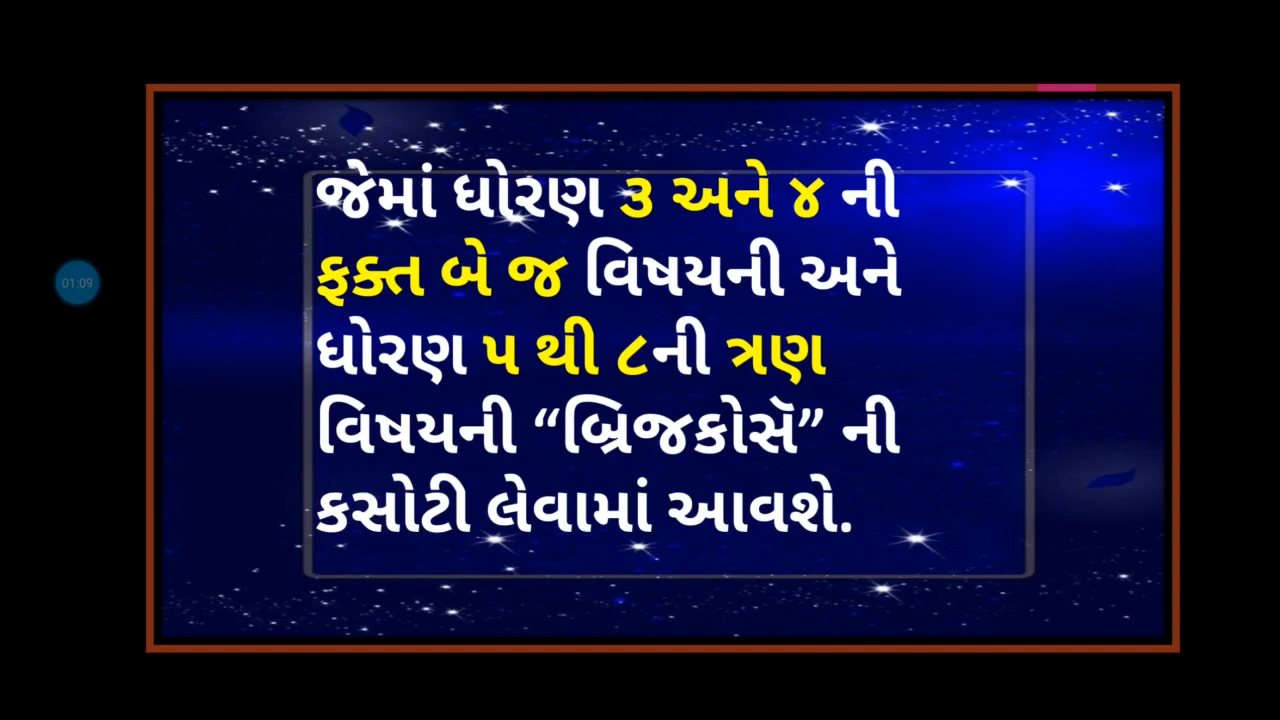 01:09
જેમાં ધોરણ ૩ અને ૪ ની
ફક્ત બે જ વિષયની અને
ધોરણ ૫ થી ૮ની ત્રણ
વિષયની “બ્રિજકોસૅ” ની
કસોટી લેવામાં આવશે.